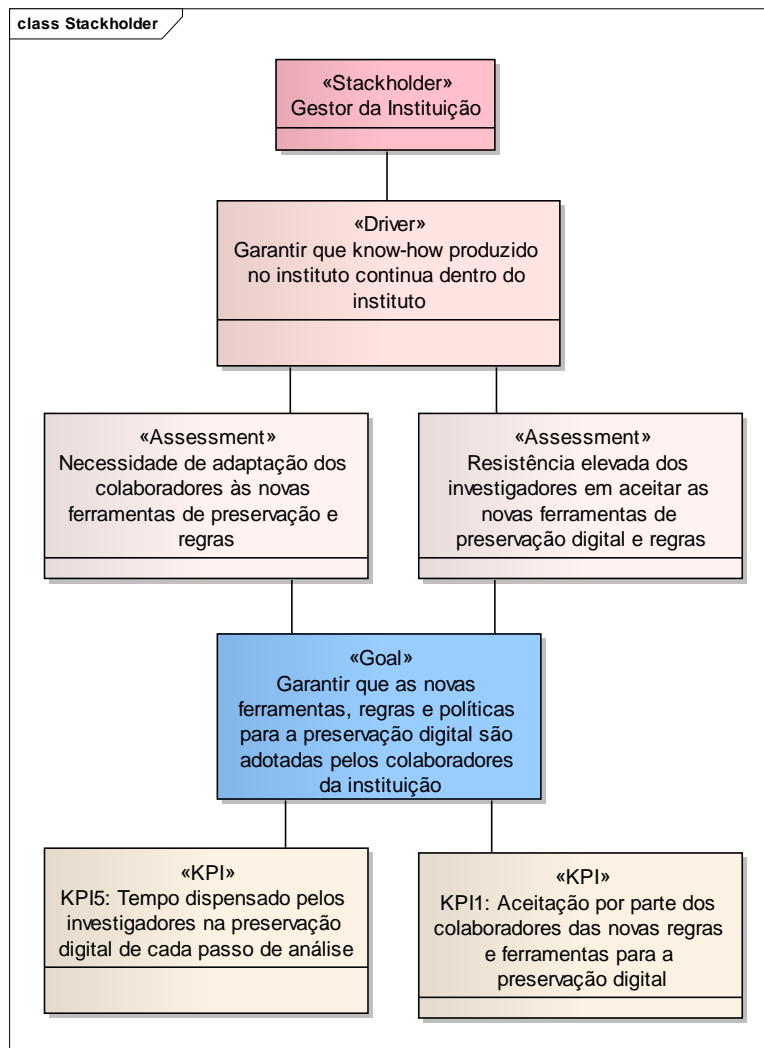 class Stackholder
«Stackholder»
Gestor da Instituição
«Driver»
Garantir que know-how produzido
no instituto continua dentro do
instituto
«Assessment»
Necessidade de adaptação dos
colaboradores às novas
ferramentas de preservação e
regras
«Assessment»
Resistência elevada dos
investigadores em aceitar as
novas ferramentas de
preservação digital e regras
«Goal»
Garantir que as novas
ferramentas, regras e políticas
para a preservação digital são
adotadas pelos colaboradores
da instituição
«KPI»
KPI5: Tempo dispensado pelos
investigadores na preservação
digital de cada passo de análise
«KPI»
KPI1: Aceitação por parte dos
colaboradores das novas regras
e ferramentas para a
preservação digital